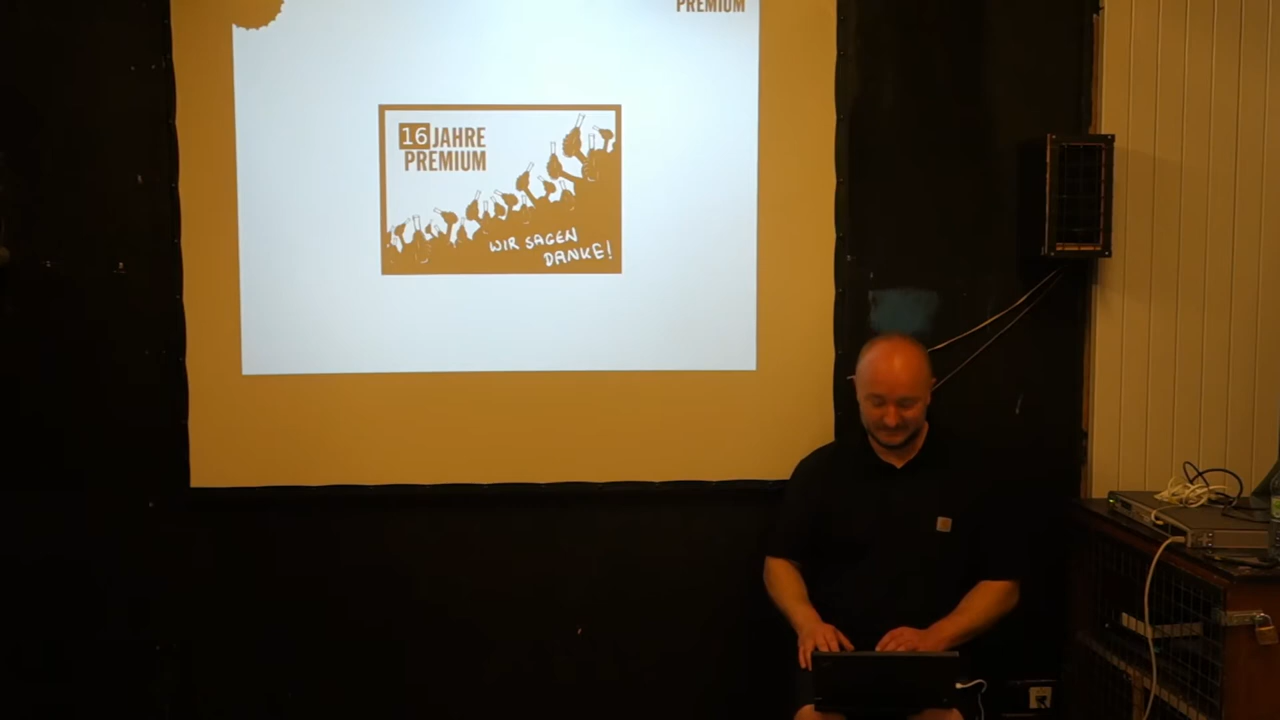 PREMIUM
16 JAHRE
PREMIUM
WIR SAGEN
DANKE!